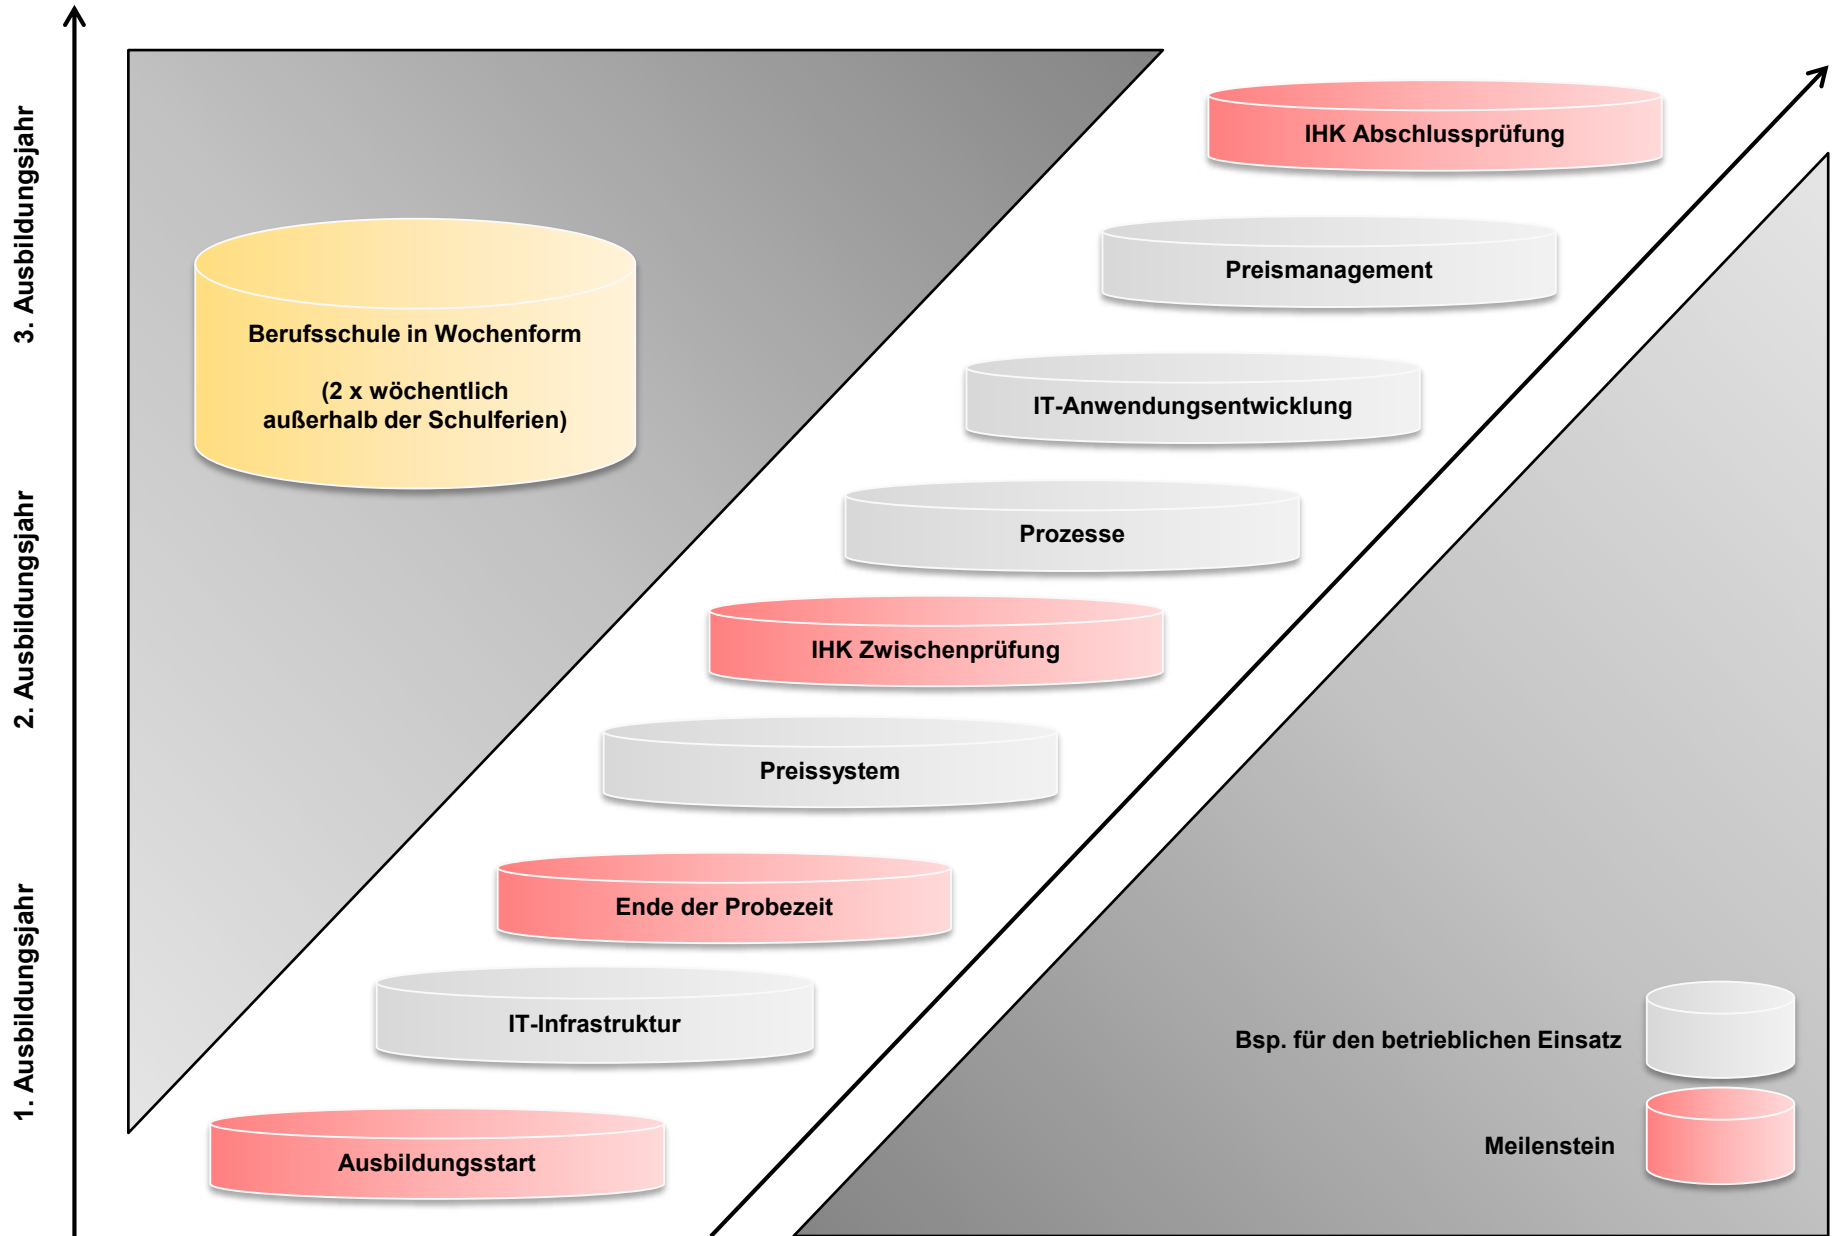 3. Ausbildungsjahr
2. Ausbildungsjahr
1. Ausbildungsjahr
Berufsschule in Wochenform
(2 x wöchentlich
außerhalb der Schulferien)
IHK Abschlussprüfung
Preismanagement
IT-Anwendungsentwicklung
Prozesse
IHK Zwischenprüfung
Preissystem
Ende der Probezeit
IT-Infrastruktur
Ausbildungsstart
Bsp. für den betrieblichen Einsatz
Meilenstein